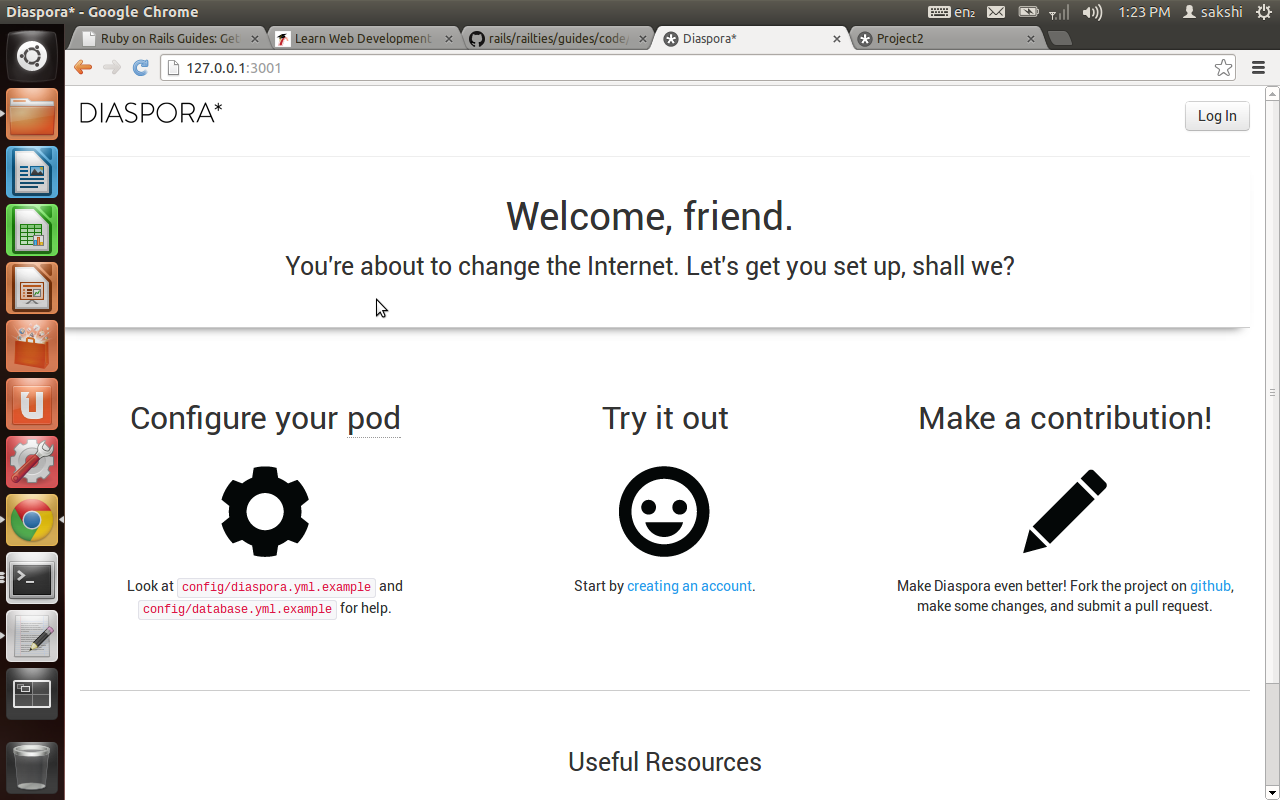 Diaspora* - Google Chrome
en2
1:23 PM
sakshi
Ruby on Rails Guides: Get
Learn Web Development
rails/railties/guides/code/
Diaspora*
Project2
127.0.0.1:3001
DIASPORA*
Log In
Welcome, friend.
You're about to change the Internet. Let's get you set up, shall we?
Configure your pod
Look at config/diaspora.yml.example and
config/database.yml.example for help.
Try it out
Start by creating an account.
Make a contribution!
Make Diaspora even better! Fork the project on github,
make some changes, and submit a pull request.
Useful Resources